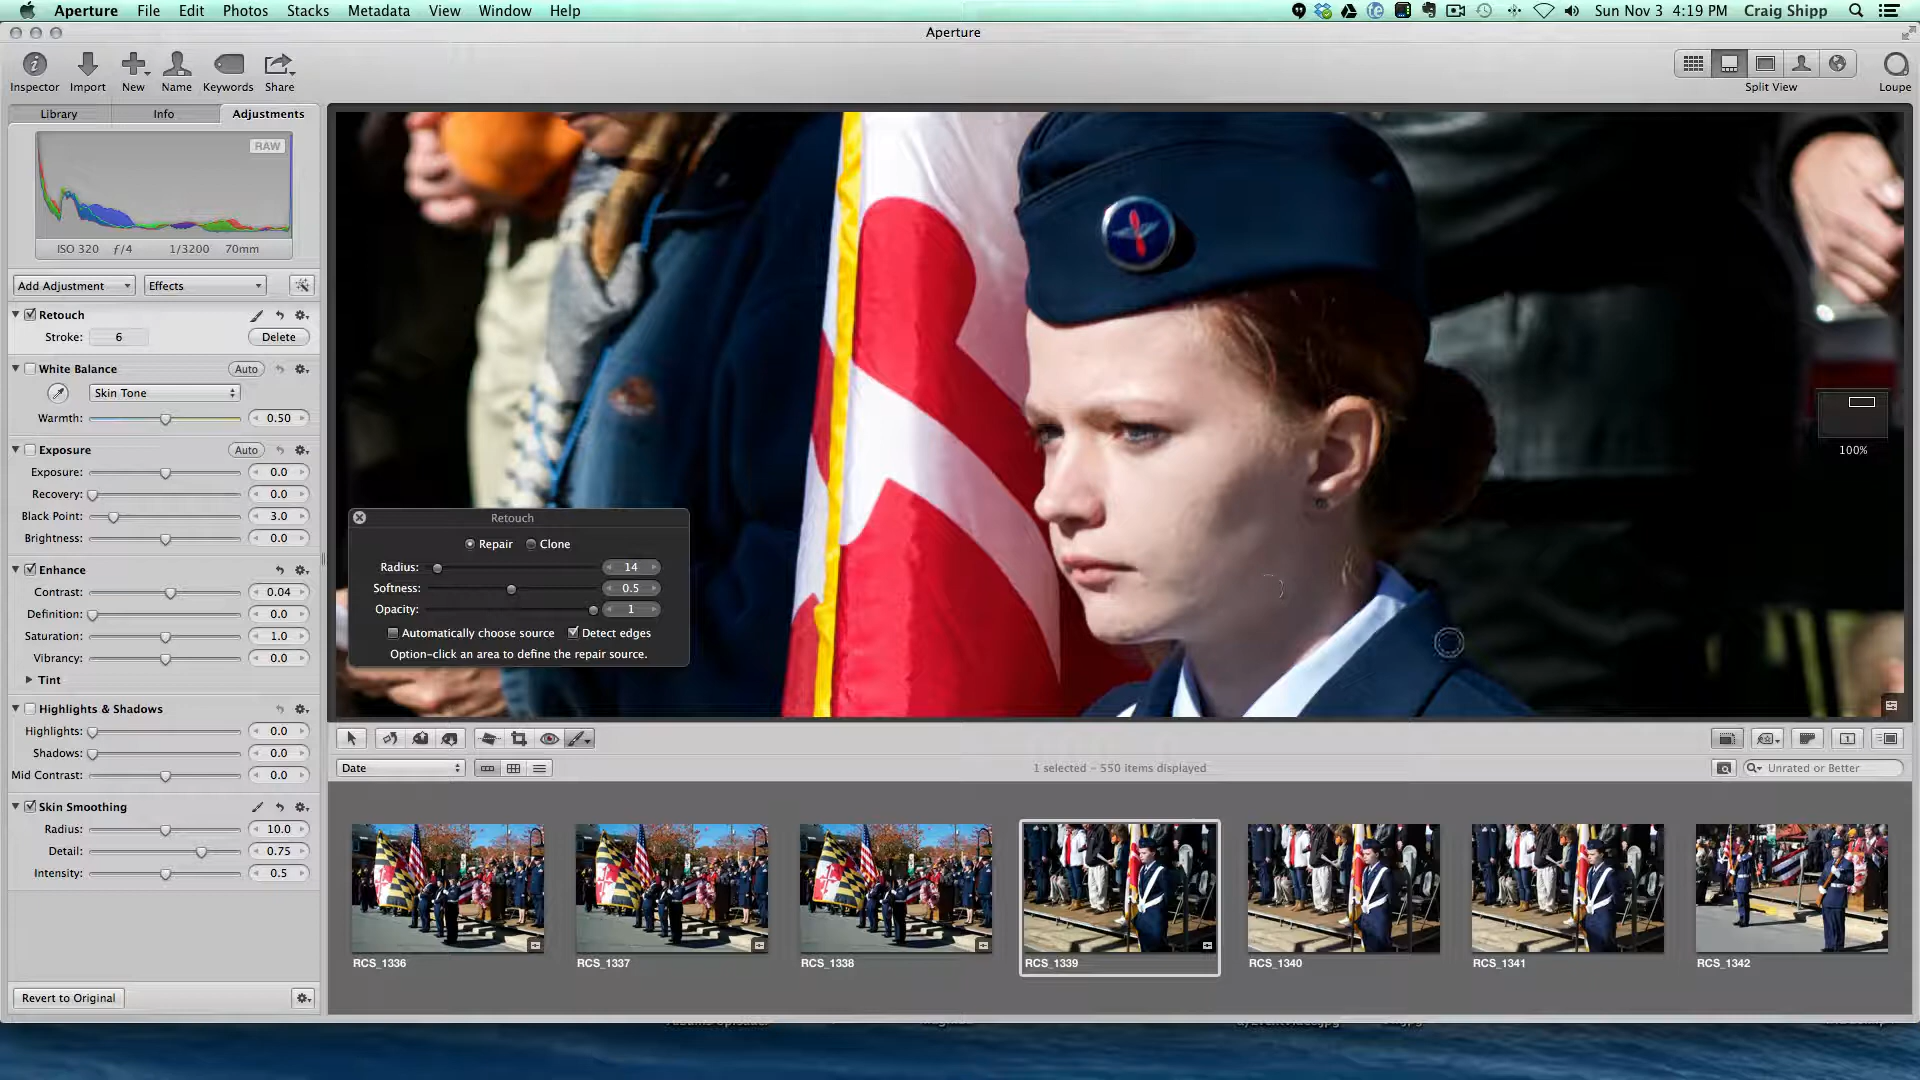 Aperture File Edit Photos Stacks Metadata View Window Help Sun Nov 3 4:19 PM Craig Shipp
Aperture
Inspector Import New Name Keywords Share Split View Loupe
Library Info Adjustments
RAW
ISO 320 ƒ/4 1/3200 70mm
Add Adjustment Effects
Retouch
Stroke: 6 Delete
White Balance Auto
Skin Tone
Warmth: 0.50
Exposure Auto
Exposure: 0.0
Recovery: 0.0
Black Point: 3.0
Brightness: 0.0
Enhance
Contrast: 0.04
Definition: 0.0
Saturation: 1.0
Vibrancy: 0.0
Tint
Highlights & Shadows
Highlights: 0.0
Shadows: 0.0
Mid Contrast: 0.0
Skin Smoothing
Radius: 10.0
Detail: 0.75
Intensity: 0.5
Revert to Original
100%
Retouch
Repair Clone
Radius: 14
Softness: 0.5
Opacity: 1
Automatically choose source Detect edges
Option-click an area to define the repair source.
Date 1 selected – 550 items displayed Unrated or Better
RCS_1336 RCS_1337 RCS_1338 RCS_1339 RCS_1340 RCS_1341 RCS_1342